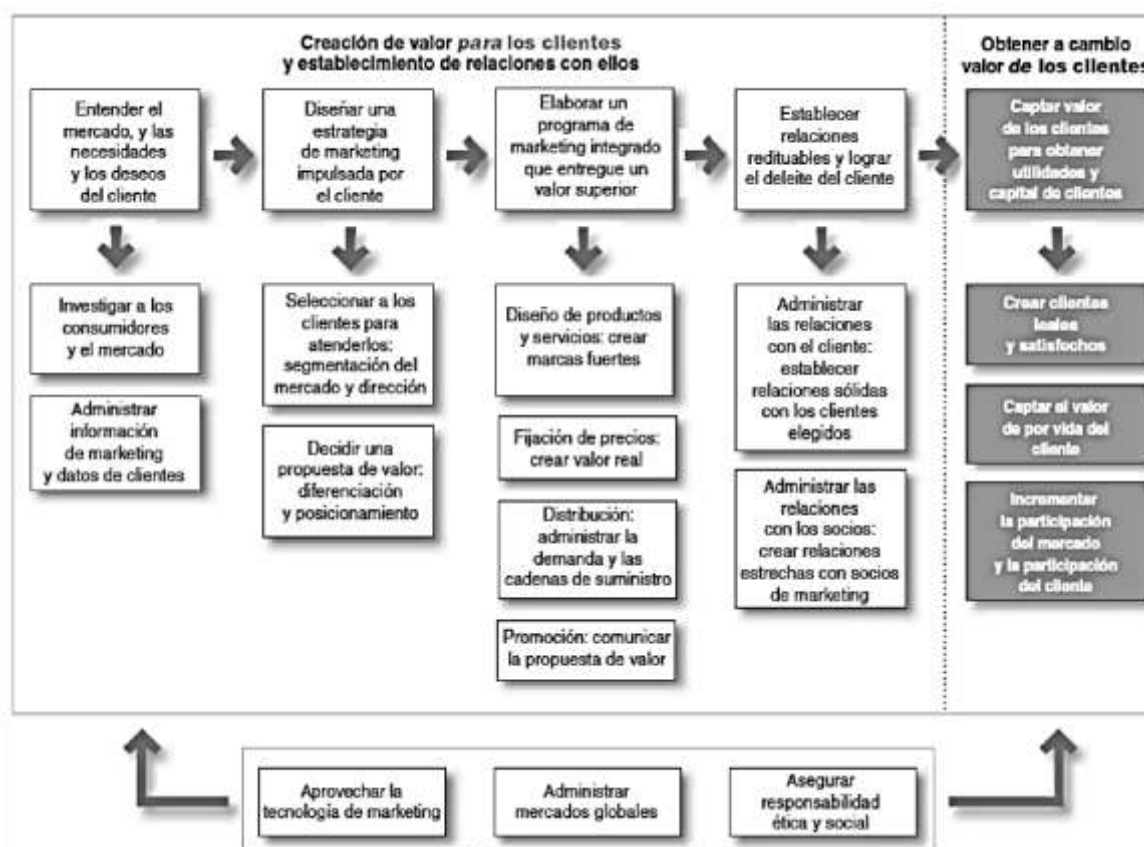 Creación de valor para los clientes
y establecimiento de relaciones con ellos
Obtener a cambio
valor de los clientes
Entender el
mercado, y las
necesidades
y los deseos
del cliente
Diseñar una
estrategia
de marketing
impulsada por
el cliente
Elaborar un
programa de
marketing integrado
que entregue un
valor superior
Establecer
relaciones
redituables y lograr
el deleite del cliente
Captar valor
de los clientes
para obtener
utilidades y
capital de clientes
Investigar a los
consumidores
y el mercado
Administrar
información
de marketing
y datos de clientes
Seleccionar a los
clientes para
atenderlos:
segmentación del
mercado y dirección
Decidir una
propuesta de valor:
diferenciación
y posicionamiento
Diseño de productos
y servicios: crear
marcas fuertes
Fijación de precios:
crear valor real
Distribución:
administrar la
demanda y las
cadenas de suministro
Promoción: comunicar
la propuesta de valor
Administrar
las relaciones
con el cliente:
establecer
relaciones sólidas
con los clientes
elegidos
Administrar las
relaciones
con los socios:
crear relaciones
estrechas con socios
de marketing
Crear clientes
leales
y satisfechos
Captar el valor
de por vida del
cliente
Incrementar
la participación
del mercado
y la participación
del cliente
Aprovechar la
tecnología de marketing
Administrar
mercados globales
Asegurar
responsabilidad
ética y social